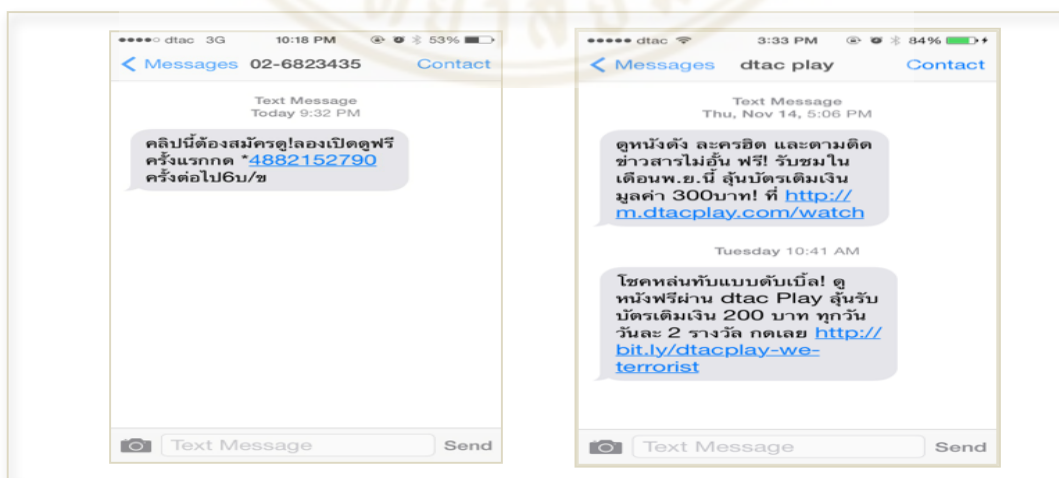 dtac 3G 10:18 PM 53%
Messages 02-6823435 Contact
Text Message
Today 9:32 PM
คลิปนี้ต้องสมัครดู!ลองเปิดดูฟรี
ครั้งแรกกด *4882152790
ครั้งต่อไป6บ/ข
Text Message Send
dtac 3:33 PM 84%
Messages dtac play Contact
Text Message
Thu, Nov 14, 5:06 PM
ดูหนังดัง ละครฮิต และตามติด
ข่าวสารไม่อั้น ฟรี! รับชมใน
เดือนพ.ย.นี้ ลุ้นบัตรเติมเงิน
มูลค่า 300บาท! ที่ http://
m.dtacplay.com/watch
Tuesday 10:41 AM
โชคหล่นทับแบบดับเบิ้ล! ดู
หนังฟรีผ่าน dtac Play ลุ้นรับ
บัตรเติมเงิน 200 บาท ทุกวัน
วันละ 2 รางวัล กดเลย http://
bit.ly/dtacplay-we-
terrorist
Text Message Send